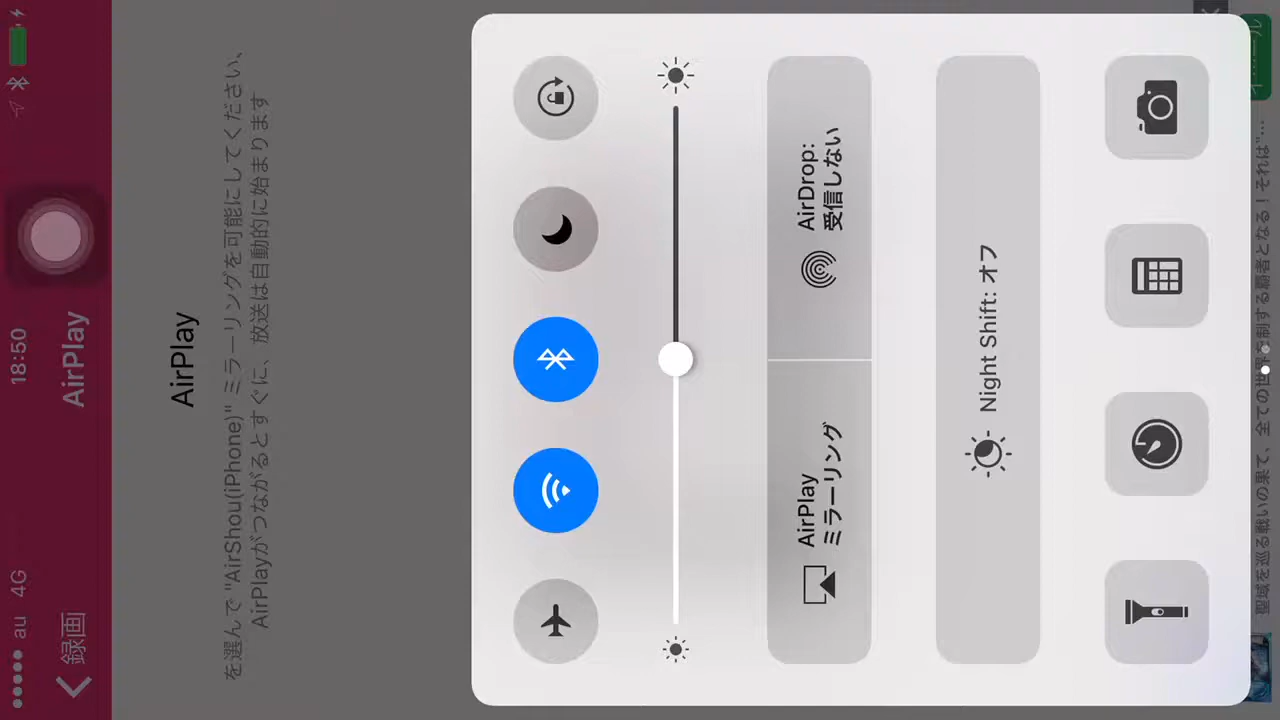 au 4G 18:50
録画 AirPlay
AirPlay
を選んで "AirShou(iPhone)" ミラーリングを可能にしてください、
AirPlayがつながるとすぐに、放送は自動的に始まります
AirPlay
ミラーリング
AirDrop:
受信しない
Night Shift: オフ
聖域を巡る戦いの果て、全ての世界を制する覇者となる！それは"...